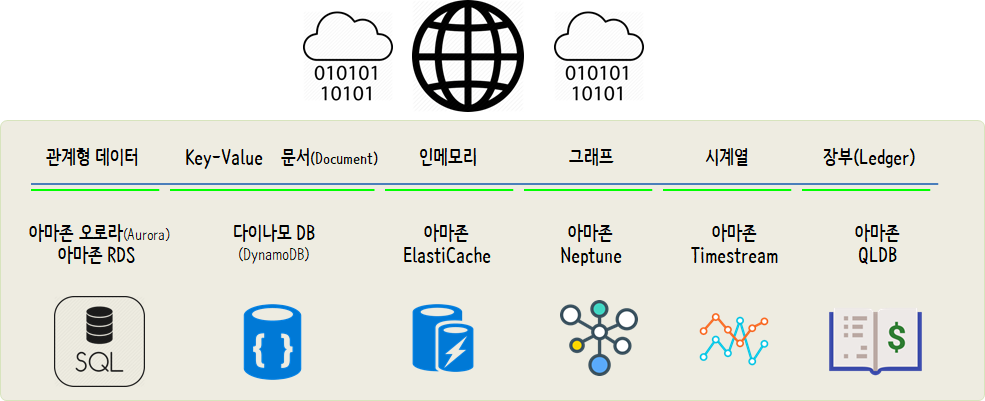 010101
10101
010101
10101
관계형 데이터
Key-Value
문서(Document)
인메모리
그래프
시계열
장부(Ledger)
아마존 오로라(Aurora)
아마존 RDS
다이나모 DB
(DynamoDB)
아마존
ElastiCache
아마존
Neptune
아마존
Timestream
아마존
QLDB
SQL
{ }
$